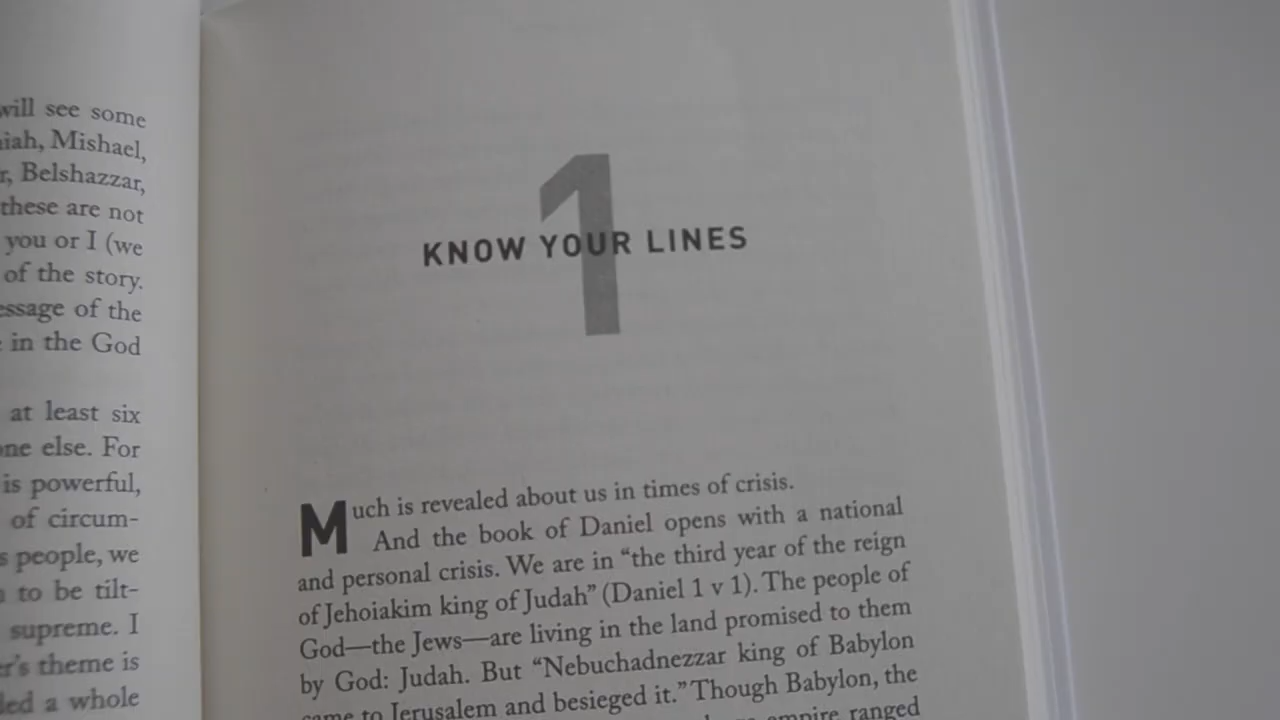 will see some
Mishael,
Belshazzar,
these are not
you or I (we
of the story.
of the
in the God
at least six
else. For
is powerful,
of circum-
people, we
to be tilt-
supreme. I
theme is
a whole
1
KNOW YOUR LINES
Much is revealed about us in times of crisis.
And the book of Daniel opens with a national
and personal crisis. We are in “the third year of the reign
of Jehoiakim king of Judah” (Daniel 1 v 1). The people of
God—the Jews—are living in the land promised to them
by God: Judah. But “Nebuchadnezzar king of Babylon
came to Jerusalem and besieged it.” Though Babylon, the
empire ranged